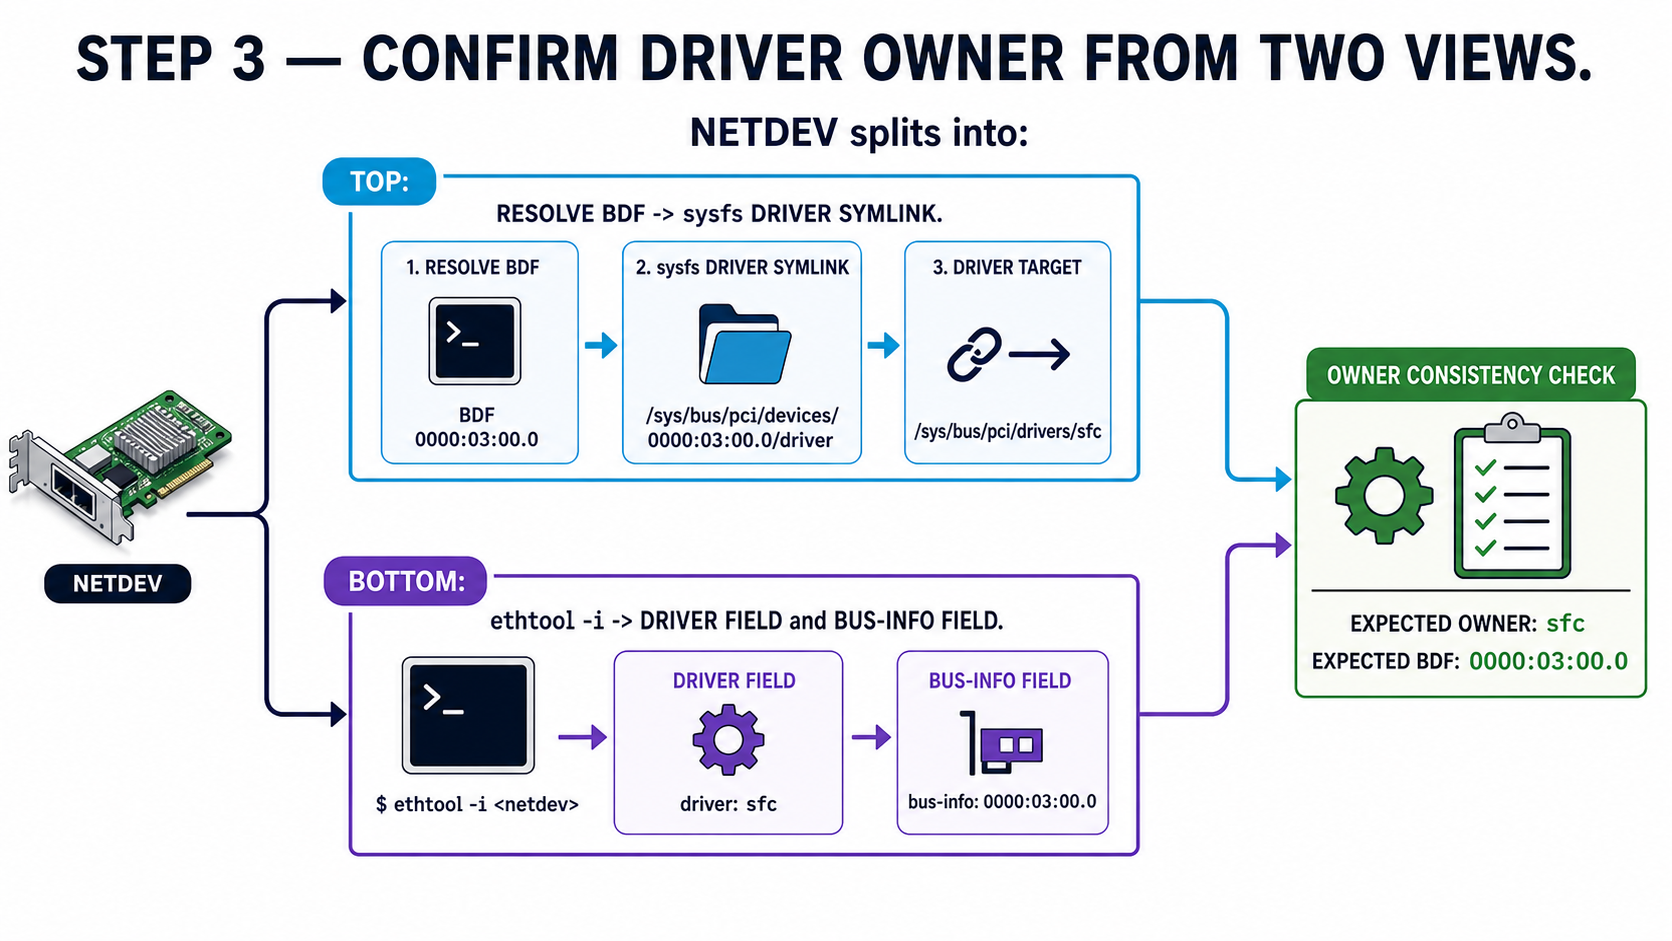 STEP 3 — CONFIRM DRIVER OWNER FROM TWO VIEWS.
NETDEV splits into:
TOP:
RESOLVE BDF -> sysfs DRIVER SYMLINK.
1. RESOLVE BDF
>_
BDF
0000:03:00.0
2. sysfs DRIVER SYMLINK
/sys/bus/pci/devices/
0000:03:00.0/driver
3. DRIVER TARGET
/sys/bus/pci/drivers/sfc
NETDEV
BOTTOM:
ethtool -i -> DRIVER FIELD and BUS-INFO FIELD.
>_
$ ethtool -i <netdev>
DRIVER FIELD
driver: sfc
BUS-INFO FIELD
bus-info: 0000:03:00.0
OWNER CONSISTENCY CHECK
EXPECTED OWNER: sfc
EXPECTED BDF: 0000:03:00.0